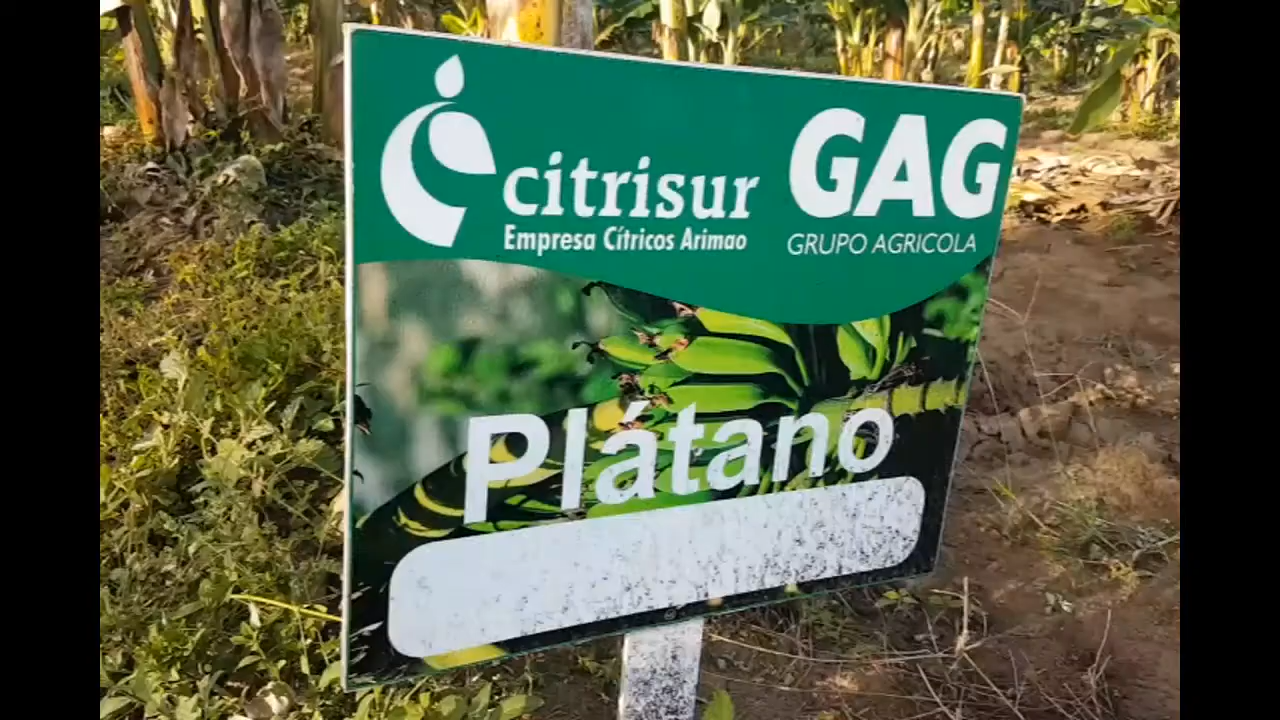 citrisur
Empresa Cítricos Arimao
GAG
GRUPO AGRICOLA
Plátano